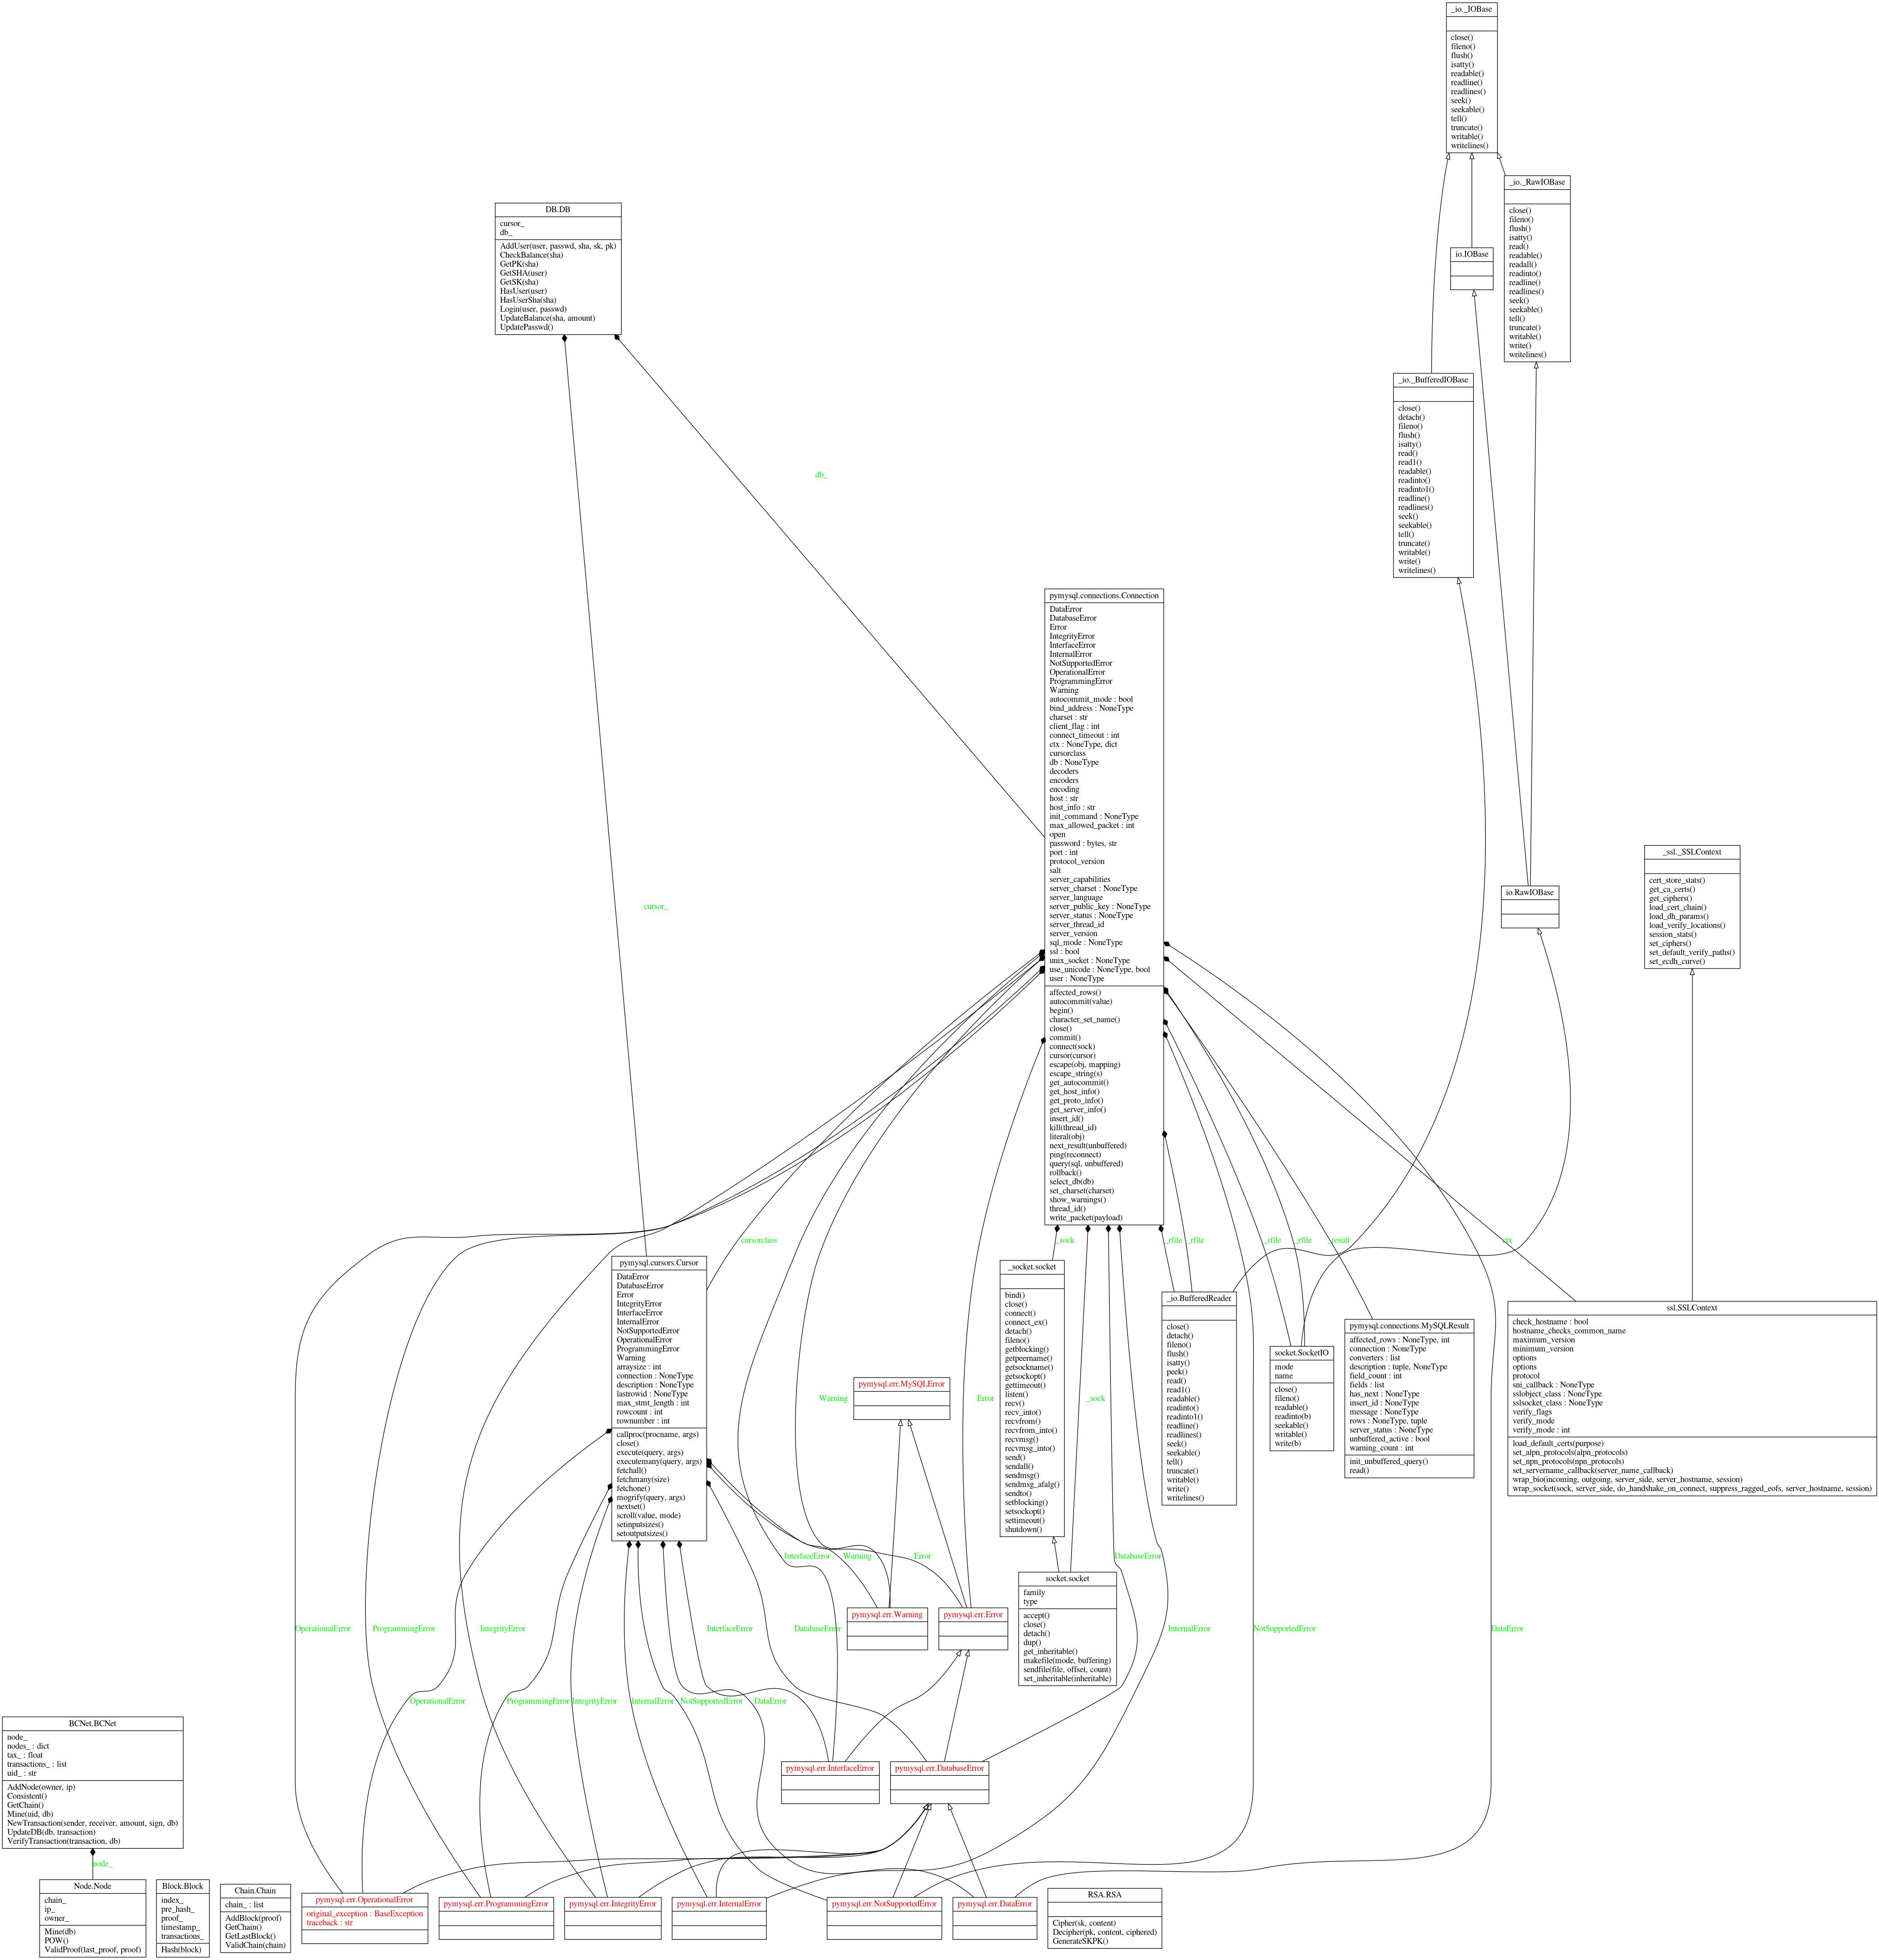 _io._IOBase
close()
fileno()
flush()
isatty()
readable()
readline()
readlines()
seek()
seekable()
tell()
truncate()
writable()
writelines()
_io._RawIOBase
close()
fileno()
flush()
isatty()
read()
readable()
readall()
readinto()
readline()
readlines()
seek()
seekable()
tell()
truncate()
writable()
write()
writelines()
DB.DB
cursor_
db_
AddUser(user, passwd, sha, sk, pk)
CheckBalance(sha)
GetPK(sha)
GetSHA(user)
GetSK(sha)
HasUser(user)
HasUserSha(sha)
Login(user, passwd)
UpdateBalance(sha, amount)
UpdatePasswd()
io.IOBase
_io._BufferedIOBase
close()
detach()
fileno()
flush()
isatty()
read()
read1()
readable()
readinto()
readinto1()
readline()
readlines()
seek()
seekable()
tell()
truncate()
writable()
write()
writelines()
db_
pymysql.connections.Connection
DataError
DatabaseError
Error
IntegrityError
InterfaceError
InternalError
NotSupportedError
OperationalError
ProgrammingError
Warning
autocommit_mode : bool
bind_address : NoneType
charset : str
client_flag : int
connect_timeout : int
ctx : NoneType, dict
cursorclass
db : NoneType
decoders
encoders
encoding
host : str
host_info : str
init_command : NoneType
max_allowed_packet : int
open
password : bytes, str
port : int
protocol_version
salt
server_capabilities
server_charset : NoneType
server_language
server_public_key : NoneType
server_status : NoneType
server_thread_id
server_version
sql_mode : NoneType
ssl : bool
unix_socket : NoneType
use_unicode : NoneType, bool
user : NoneType
affected_rows()
autocommit(value)
begin()
character_set_name()
close()
commit()
connect(sock)
cursor(cursor)
escape(obj, mapping)
escape_string(s)
get_autocommit()
get_host_info()
get_proto_info()
get_server_info()
insert_id()
kill(thread_id)
literal(obj)
next_result(unbuffered)
ping(reconnect)
query(sql, unbuffered)
rollback()
select_db(db)
set_charset(charset)
show_warnings()
thread_id()
write_packet(payload)
cursor_
io.RawIOBase
_ssl._SSLContext
cert_store_stats()
get_ca_certs()
get_ciphers()
load_cert_chain()
load_dh_params()
load_verify_locations()
session_stats()
set_ciphers()
set_default_verify_paths()
set_ecdh_curve()
cursorclass
_sock
_rfile
_rfile
_rfile
_rfile
_result
ctx
pymysql.cursors.Cursor
DataError
DatabaseError
Error
IntegrityError
InterfaceError
InternalError
NotSupportedError
OperationalError
ProgrammingError
Warning
arraysize : int
connection : NoneType
description : NoneType
lastrowid : NoneType
max_stmt_length : int
rowcount : int
rownumber : int
callproc(procname, args)
close()
execute(query, args)
executemany(query, args)
fetchall()
fetchmany(size)
fetchone()
mogrify(query, args)
nextset()
scroll(value, mode)
setinputsizes()
setoutputsizes()
Warning
pymysql.err.MySQLError
Error
_socket.socket
bind()
close()
connect()
connect_ex()
detach()
fileno()
getblocking()
getpeername()
getsockname()
getsockopt()
gettimeout()
listen()
recv()
recv_into()
recvfrom()
recvfrom_into()
recvmsg()
recvmsg_into()
send()
sendall()
sendmsg()
sendmsg_afalg()
sendto()
setblocking()
setsockopt()
settimeout()
shutdown()
_sock
_io.BufferedReader
close()
detach()
fileno()
flush()
isatty()
peek()
read()
read1()
readable()
readinto()
readinto1()
readline()
readlines()
seek()
seekable()
tell()
truncate()
writable()
write()
writelines()
socket.SocketIO
mode
name
close()
fileno()
readable()
readinto(b)
seekable()
writable()
write(b)
pymysql.connections.MySQLResult
affected_rows : NoneType, int
connection : NoneType
converters : list
description : tuple, NoneType
field_count : int
fields : list
has_next : NoneType
insert_id : NoneType
message : NoneType
rows : NoneType, tuple
server_status : NoneType
unbuffered_active : bool
warning_count : int
init_unbuffered_query()
read()
ssl.SSLContext
check_hostname : bool
hostname_checks_common_name
maximum_version
minimum_version
options
options
protocol
sni_callback : NoneType
sslobject_class : NoneType
sslsocket_class : NoneType
verify_flags
verify_mode
verify_mode : int
load_default_certs(purpose)
set_alpn_protocols(alpn_protocols)
set_npn_protocols(npn_protocols)
set_servername_callback(server_name_callback)
wrap_bio(incoming, outgoing, server_side, server_hostname, session)
wrap_socket(sock, server_side, do_handshake_on_connect, suppress_ragged_eofs, server_hostname, session)
InterfaceError
Warning
Error
DatabaseError
OperationalError
ProgrammingError
IntegrityError
InterfaceError
DatabaseError
pymysql.err.Warning
pymysql.err.Error
socket.socket
family
type
accept()
close()
detach()
dup()
get_inheritable()
makefile(mode, buffering)
sendfile(file, offset, count)
set_inheritable(inheritable)
InternalError
NotSupportedError
DataError
OperationalError
ProgrammingError
IntegrityError
InternalError
NotSupportedError
DataError
BCNet.BCNet
node_
nodes_ : dict
tax_ : float
transactions_ : list
uid_ : str
AddNode(owner, ip)
Consistent()
GetChain()
Mine(uid, db)
NewTransaction(sender, receiver, amount, sign, db)
UpdateDB(db, transaction)
VerifyTransaction(transaction, db)
pymysql.err.InterfaceError
pymysql.err.DatabaseError
node_
Node.Node
chain_
ip_
owner_
Mine(db)
POW()
ValidProof(last_proof, proof)
Block.Block
index_
pre_hash_
proof_
timestamp_
transactions_
Hash(block)
Chain.Chain
chain_ : list
AddBlock(proof)
GetChain()
GetLastBlock()
ValidChain(chain)
pymysql.err.OperationalError
original_exception : BaseException
traceback : str
pymysql.err.ProgrammingError
pymysql.err.IntegrityError
pymysql.err.InternalError
pymysql.err.NotSupportedError
pymysql.err.DataError
RSA.RSA
Cipher(sk, content)
Decipher(pk, content, ciphered)
GenerateSKPK()